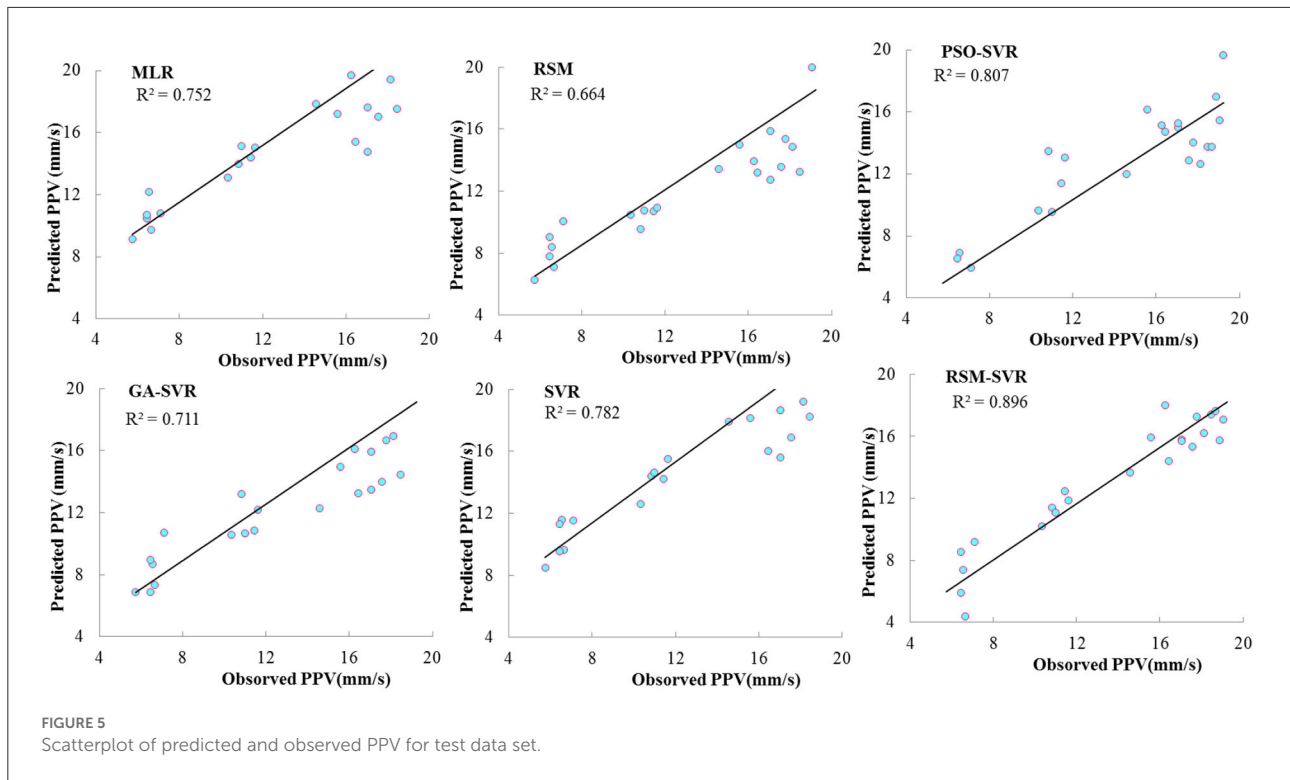 MLR
R² = 0.752
Predicted PPV (mm/s)
20
16
12
8
4
4 8 12 16 20
Observed PPV(mm/s)
RSM
R² = 0.664
Predicted PPV (mm/s)
20
16
12
8
4
4 8 12 16 20
Observed PPV(mm/s)
PSO-SVR
R² = 0.807
Predicted PPV (mm/s)
20
16
12
8
4
4 8 12 16 20
Observed PPV(mm/s)
GA-SVR
R² = 0.711
Predicted PPV (mm/s)
20
16
12
8
4
4 8 12 16 20
Observed PPV(mm/s)
SVR
R² = 0.782
Predicted PPV (mm/s)
20
16
12
8
4
4 8 12 16 20
Observed PPV(mm/s)
RSM-SVR
R² = 0.896
Predicted PPV (mm/s)
20
16
12
8
4
4 8 12 16 20
Observed PPV(mm/s)
FIGURE 5
Scatterplot of predicted and observed PPV for test data set.